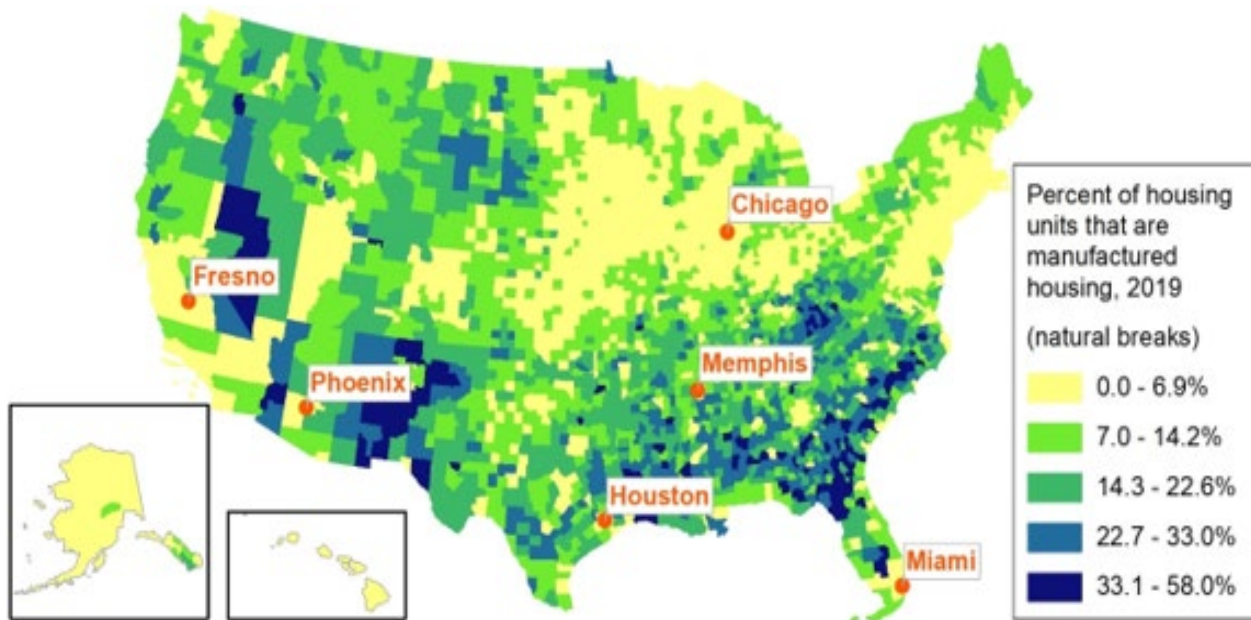 Chicago
Fresno
Memphis
Phoenix
Houston
Miami
Percent of housing
units that are
manufactured
housing, 2019
(natural breaks)
0.0 - 6.9%
7.0 - 14.2%
14.3 - 22.6%
22.7 - 33.0%
33.1 - 58.0%